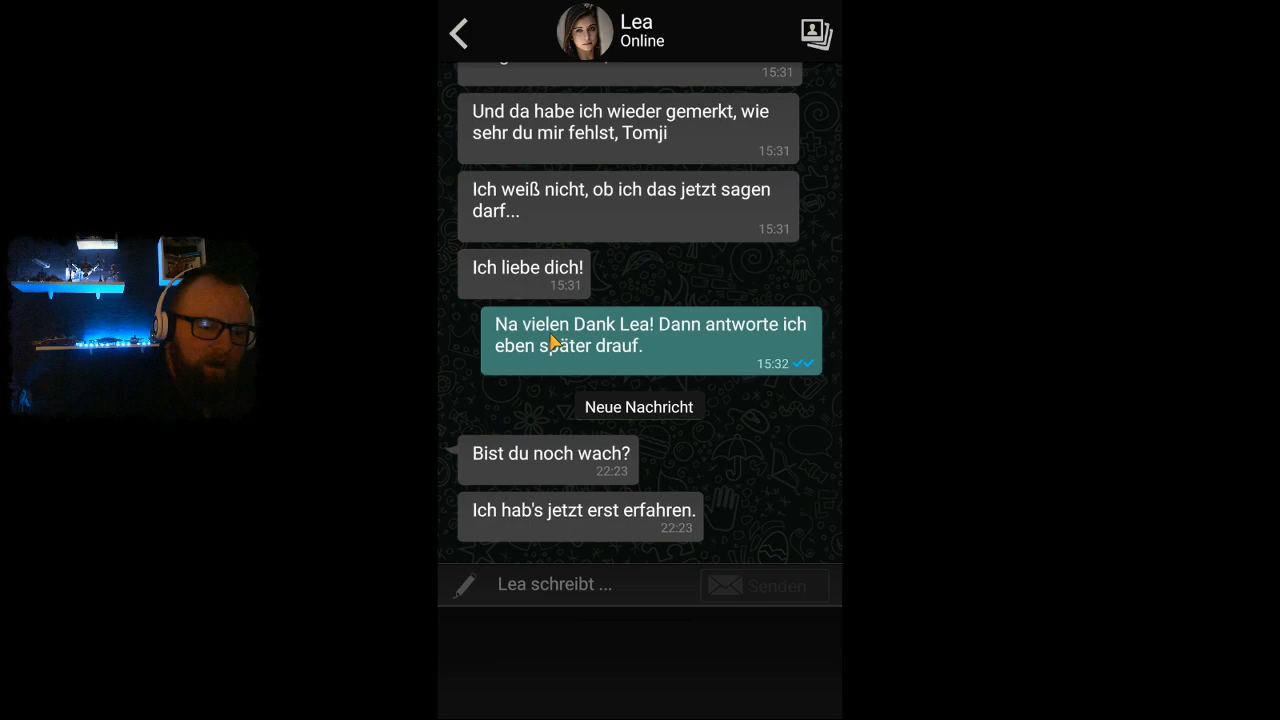 Lea
Online
15:31
Und da habe ich wieder gemerkt, wie
sehr du mir fehlst, Tomji
15:31
Ich weiß nicht, ob ich das jetzt sagen
darf...
15:31
Ich liebe dich!
15:31
Na vielen Dank Lea! Dann antworte ich
eben später drauf.
15:32
Neue Nachricht
Bist du noch wach?
22:23
Ich hab's jetzt erst erfahren.
22:23
Lea schreibt ...
Senden